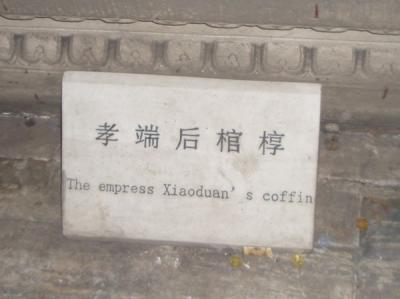 孝端后棺椁
The empress Xiaoduan's coffin